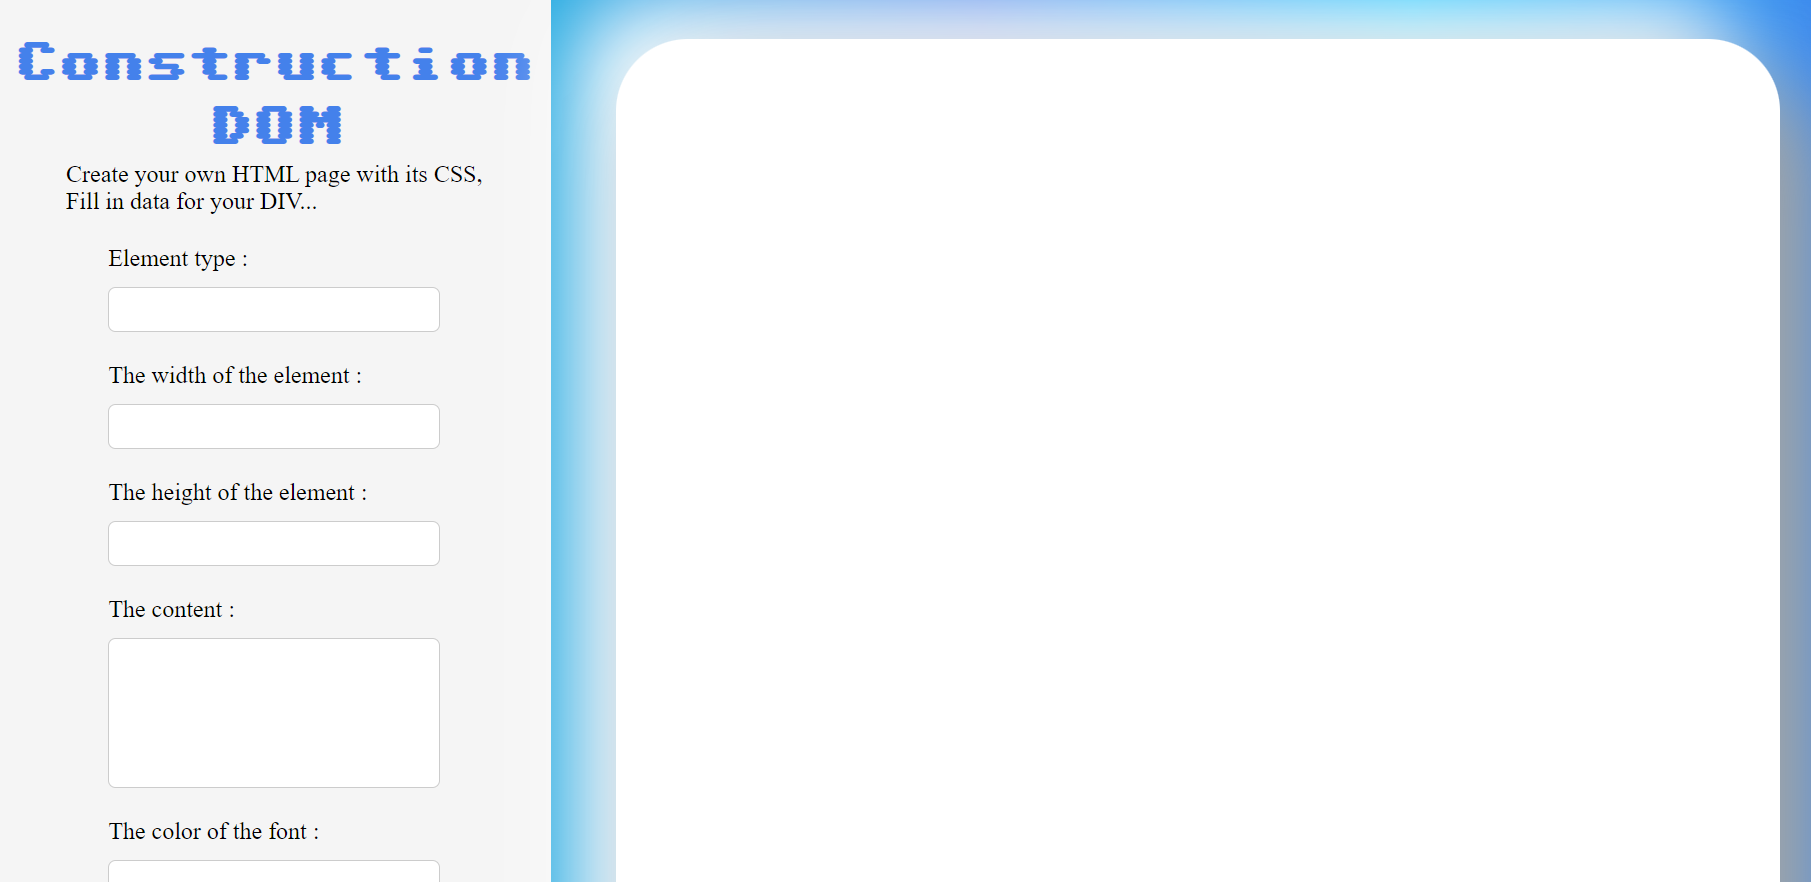 Construction
DOM
Create your own HTML page with its CSS,
Fill in data for your DIV...
Element type :
The width of the element :
The height of the element :
The content :
The color of the font :